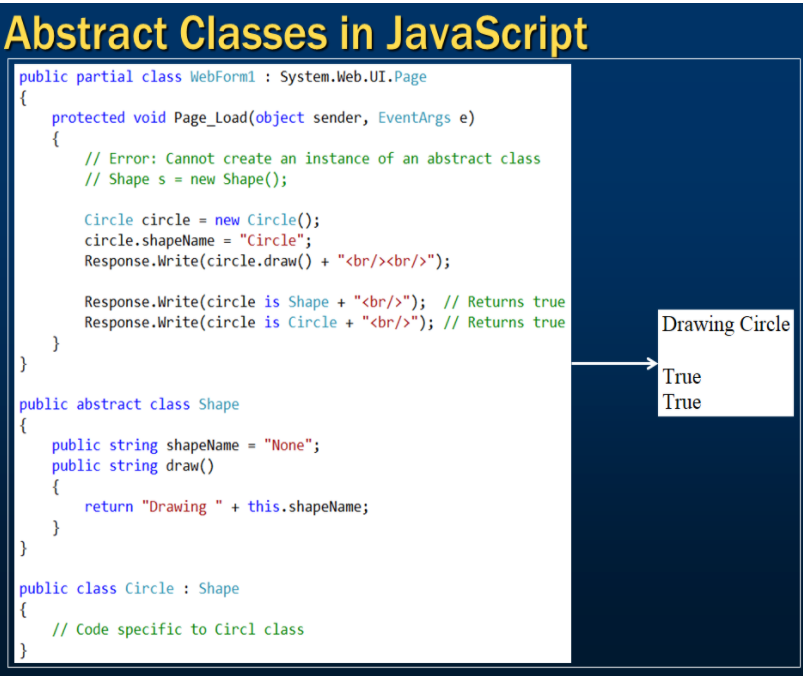 Abstract Classes in JavaScript
public partial class WebForm1 : System.Web.UI.Page
{
    protected void Page_Load(object sender, EventArgs e)
    {
        // Error: Cannot create an instance of an abstract class
        // Shape s = new Shape();

        Circle circle = new Circle();
        circle.shapeName = "Circle";
        Response.Write(circle.draw() + "<br/><br/>");

        Response.Write(circle is Shape + "<br/>");  // Returns true
        Response.Write(circle is Circle + "<br/>"); // Returns true
    }
}

public abstract class Shape
{
    public string shapeName = "None";
    public string draw()
    {
        return "Drawing " + this.shapeName;
    }
}

public class Circle : Shape
{
    // Code specific to Circl class
}
Drawing Circle
True
True